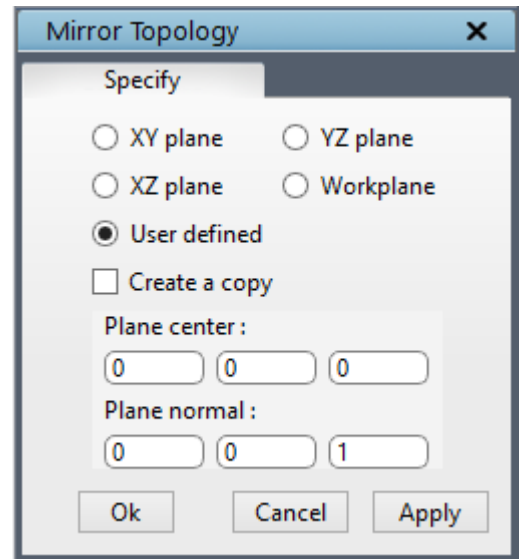 Mirror Topology
Specify
XY plane YZ plane
XZ plane Workplane
User defined
Create a copy
Plane center :
0 0 0
Plane normal :
0 0 1
Ok Cancel Apply